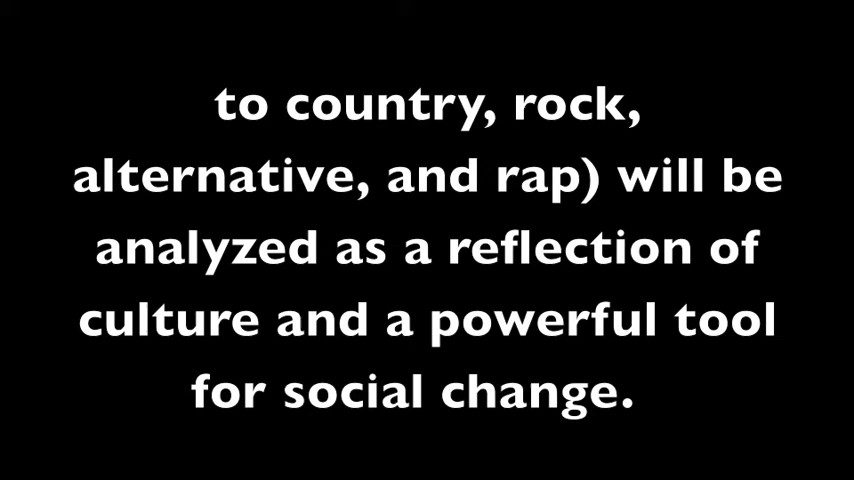 to country, rock,
alternative, and rap) will be
analyzed as a reflection of
culture and a powerful tool
for social change.